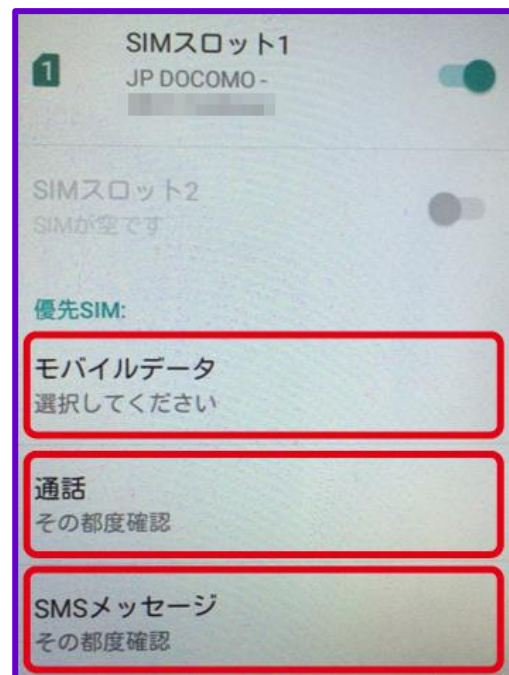 SIMスロット1
1
JP DOCOMO -
SIMスロット2
SIMが空です
優先SIM:
モバイルデータ
選択してください
通話
その都度確認
SMSメッセージ
その都度確認